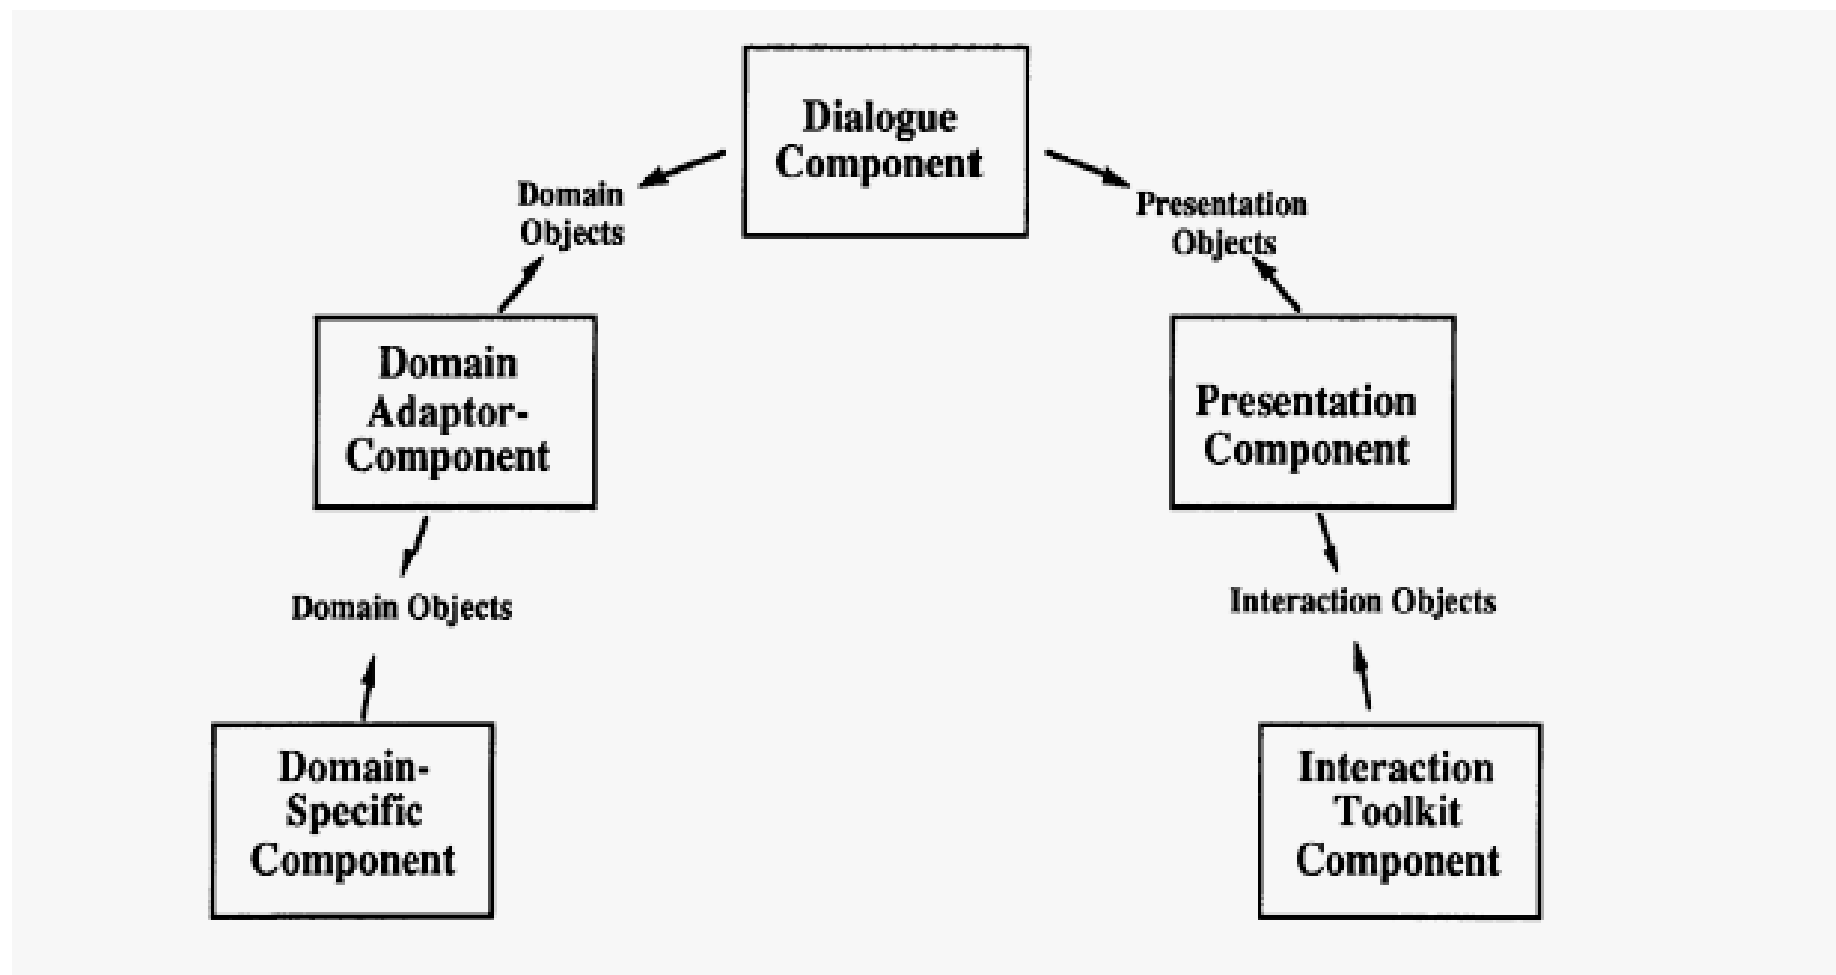 Dialogue
Component
Domain
Objects
Presentation
Objects
Domain
Adaptor-
Component
Presentation
Component
Domain Objects
Interaction Objects
Domain-
Specific
Component
Interaction
Toolkit
Component